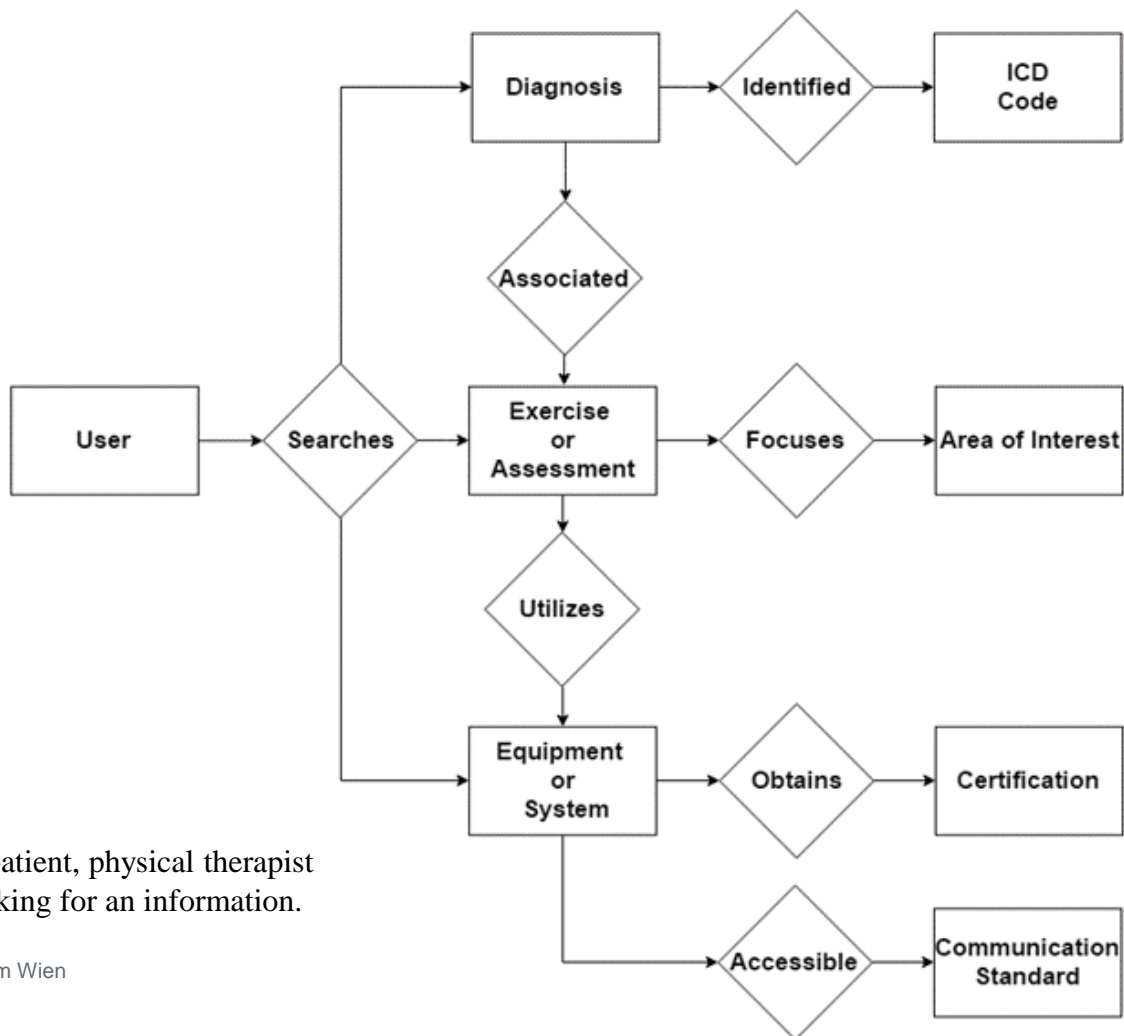 Diagnosis
Identified
ICD
Code
Associated
User
Searches
Exercise
or
Assessment
Focuses
Area of Interest
Utilizes
Equipment
or
System
Obtains
Certification
patient, physical therapist
king for an information.
Accessible
Communication
Standard
m Wien